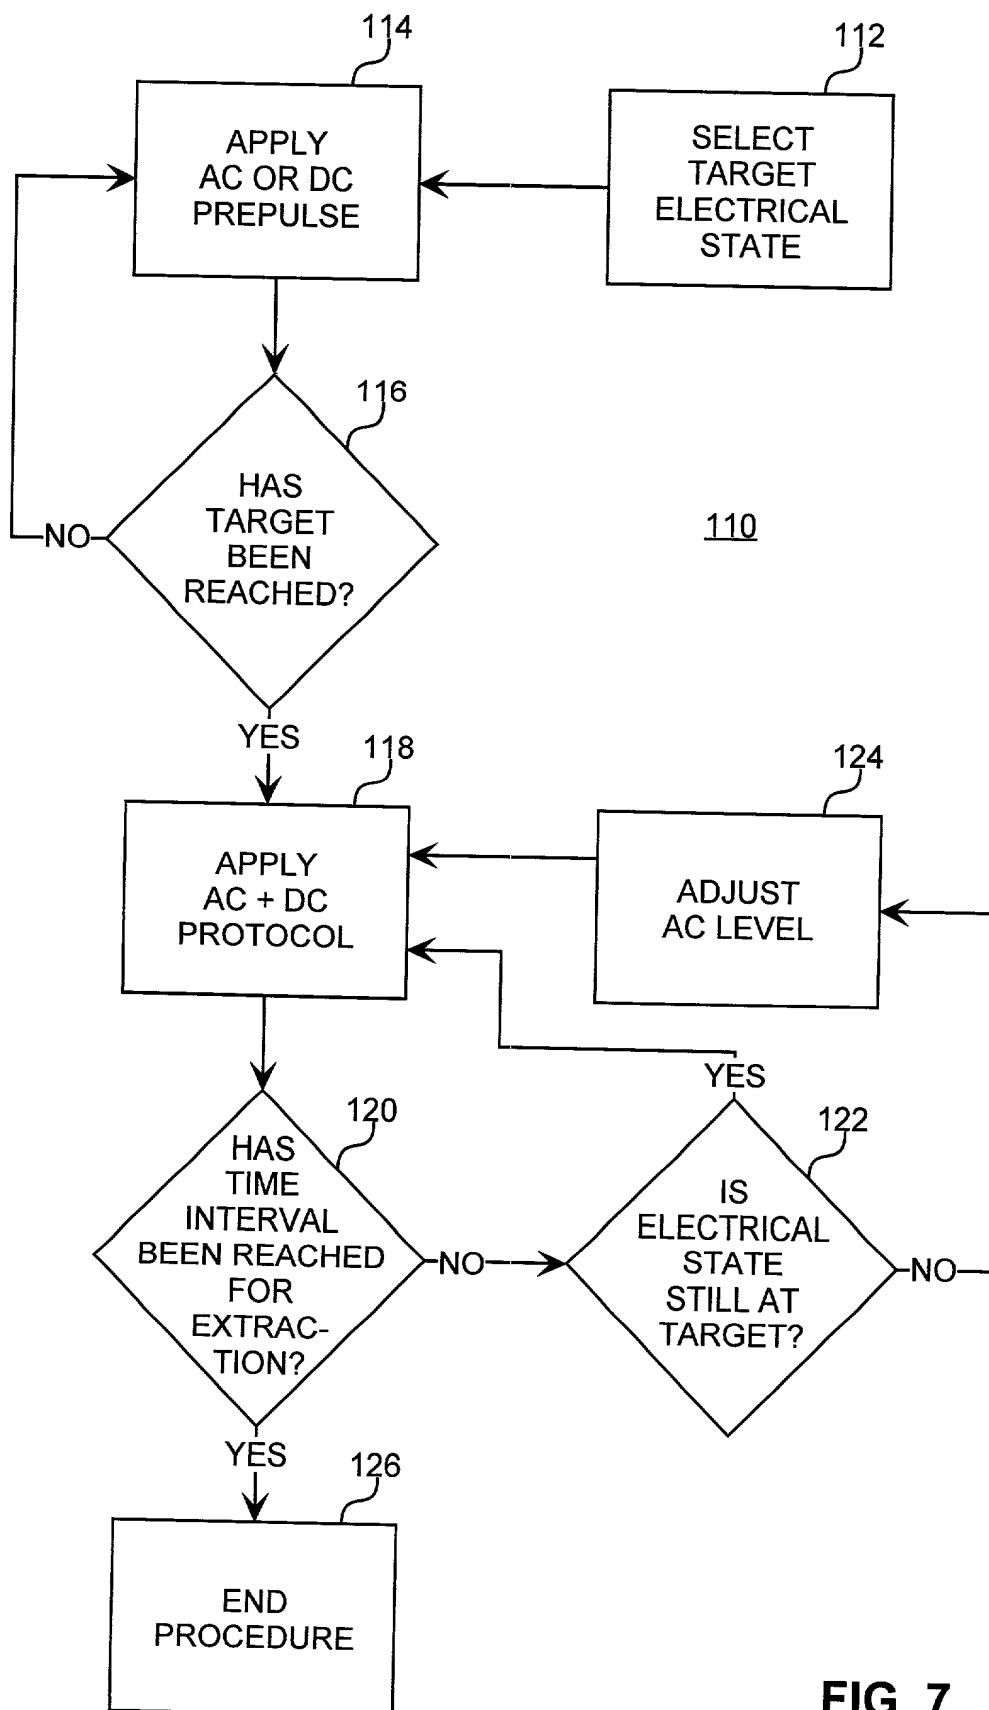 114
APPLY
AC OR DC
PREPULSE
112
SELECT
TARGET
ELECTRICAL
STATE
116
HAS
TARGET
BEEN
REACHED?
NO
110
YES
118
APPLY
AC + DC
PROTOCOL
124
ADJUST
AC LEVEL
120
HAS
TIME
INTERVAL
BEEN REACHED
FOR
EXTRAC-
TION?
NO
YES
122
IS
ELECTRICAL
STATE
STILL AT
TARGET?
NO
YES
126
END
PROCEDURE
FIG. 7